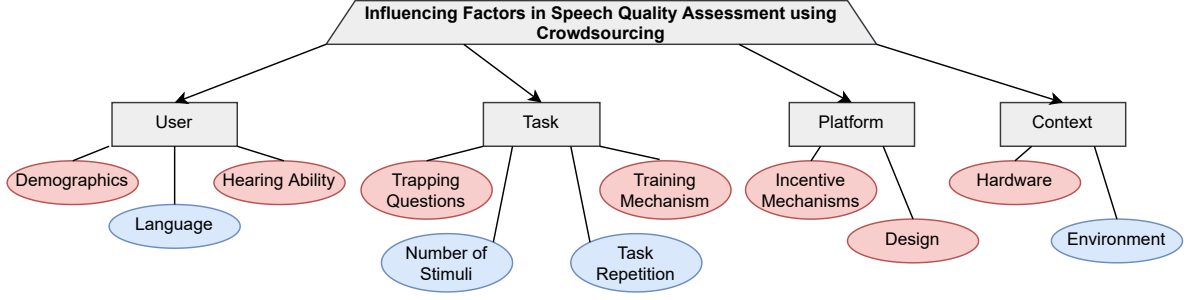 Influencing Factors in Speech Quality Assessment using
Crowdsourcing
User
Task
Platform
Context
Demographics
Hearing Ability
Language
Trapping
Questions
Training
Mechanism
Number of
Stimuli
Task
Repetition
Incentive
Mechanisms
Design
Hardware
Environment